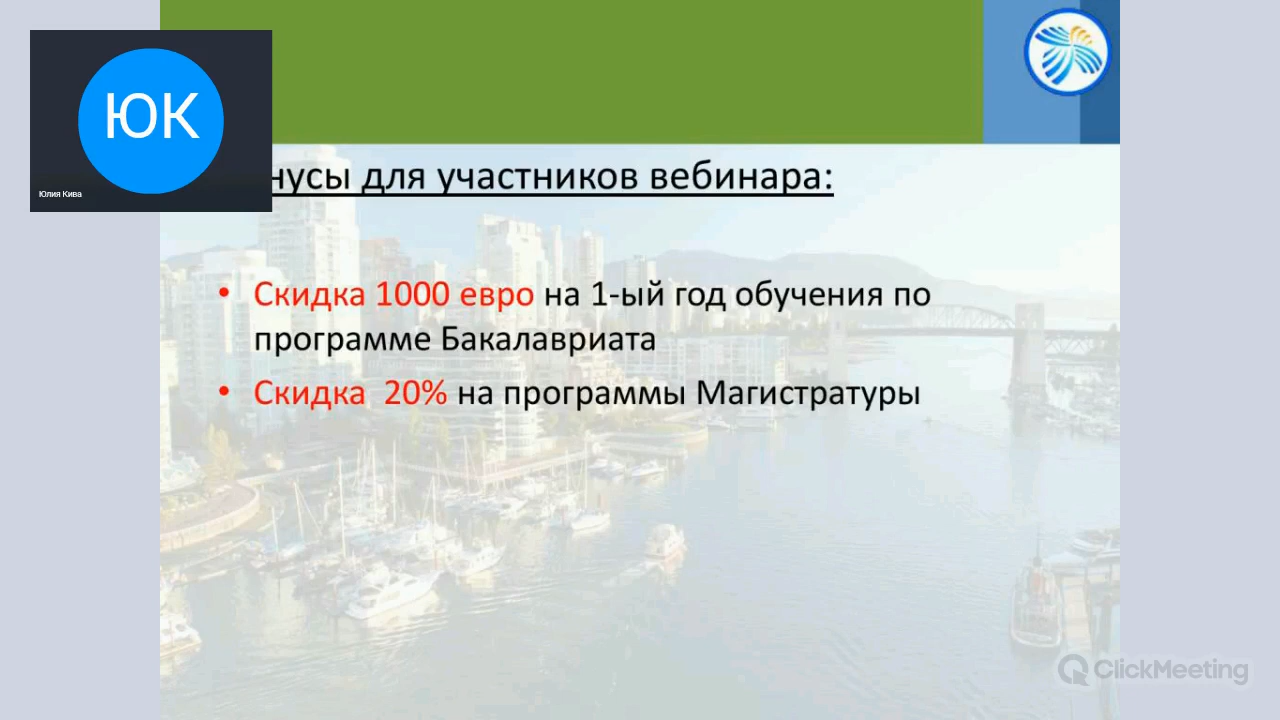 ЮК
Юлия Кива
нусы для участников вебинара:
Скидка 1000 евро на 1-ый год обучения по
программе Бакалавриата
Скидка 20% на программы Магистратуры
ClickMeeting